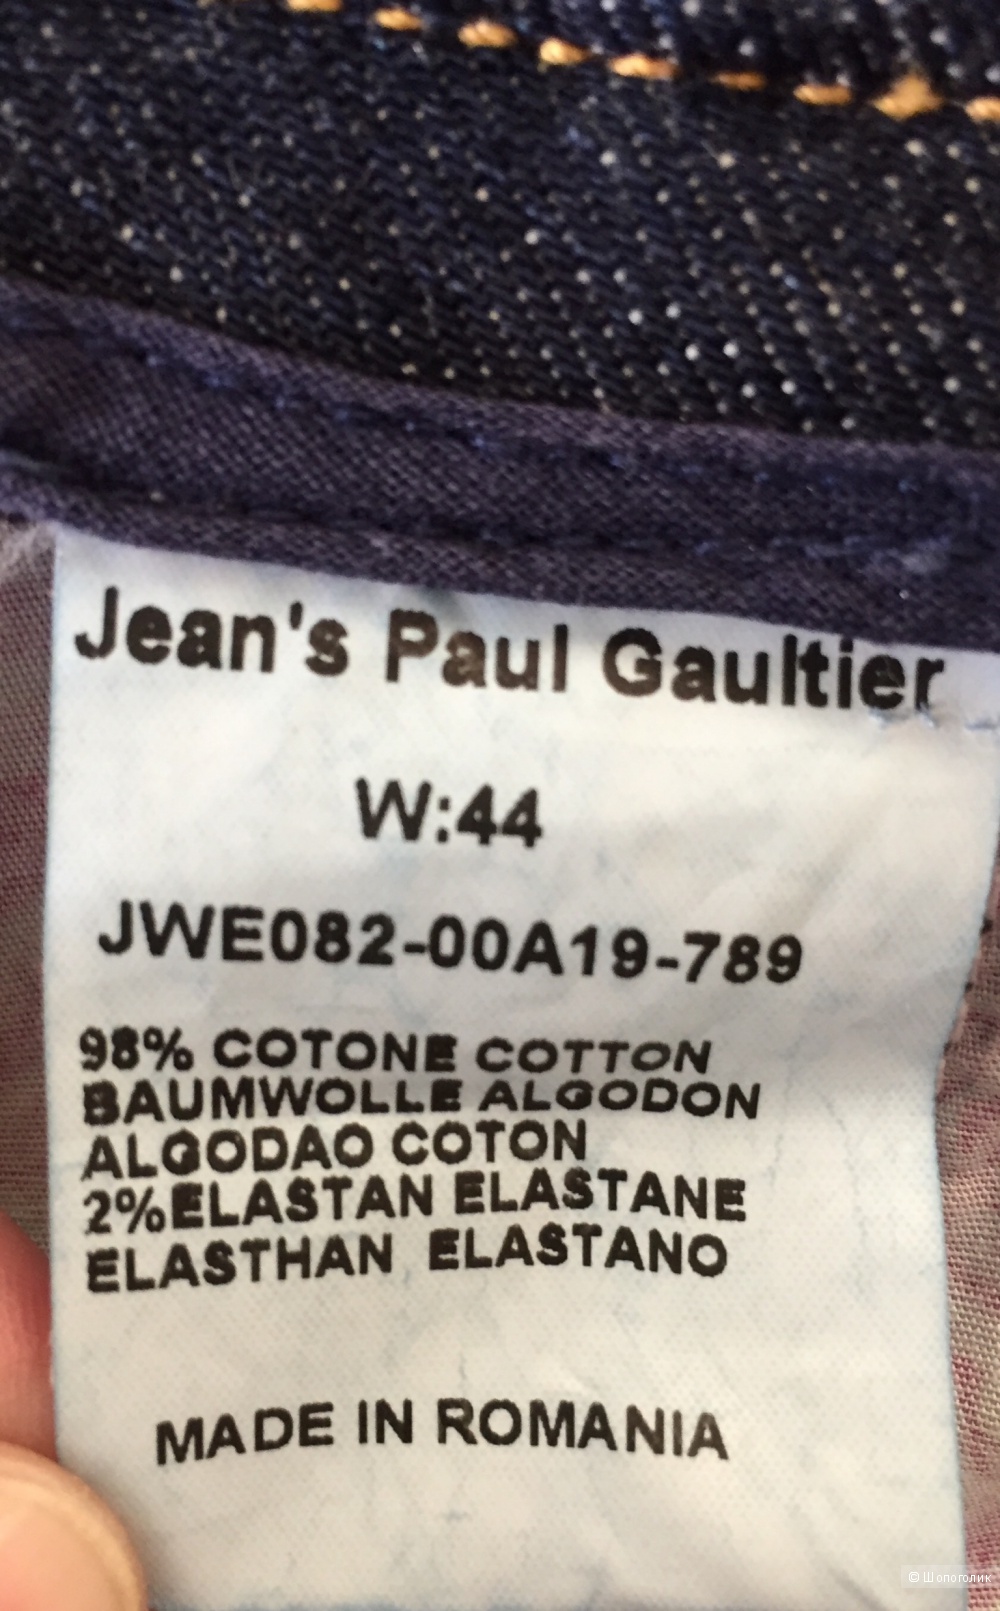 Jean's Paul Gaultier
W:44
JWE082-00A19-789
98% COTONE COTTON
BAUMWOLLE ALGODON
ALGODAO COTON
2%ELASTAN ELASTANE
ELASTHAN ELASTANO
MADE IN ROMANIA
© Шопоголик